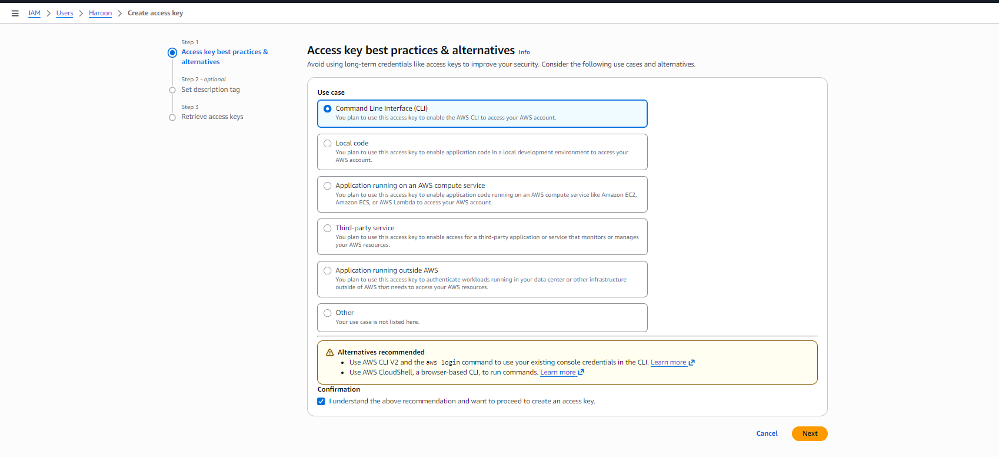 IAM > Users > Haroon > Create access key
Step 1
Access key best practices &
alternatives
Step 2 - optional
Set description tag
Step 3
Retrieve access keys
Access key best practices & alternatives Info
Avoid using long-term credentials like access keys to improve your security. Consider the following use cases and alternatives.
Use case
Command Line Interface (CLI)
You plan to use this access key to enable the AWS CLI to access your AWS account.
Local code
You plan to use this access key to enable application code in a local development environment to access your
AWS account.
Application running on an AWS compute service
You plan to use this access key to enable application code running on an AWS compute service like Amazon EC2,
Amazon ECS, or AWS Lambda to access your AWS account.
Third-party service
You plan to use this access key to enable access for a third-party application or service that monitors or manages
your AWS resources.
Application running outside AWS
You plan to use this access key to authenticate workloads running in your data center or other infrastructure
outside of AWS that needs to access your AWS resources.
Other
Your use case is not listed here.
Alternatives recommended
• Use AWS CLI V2 and the aws login command to use your existing console credentials in the CLI. Learn more
• Use AWS CloudShell, a browser-based CLI, to run commands. Learn more
Confirmation
I understand the above recommendation and want to proceed to create an access key.
Cancel Next